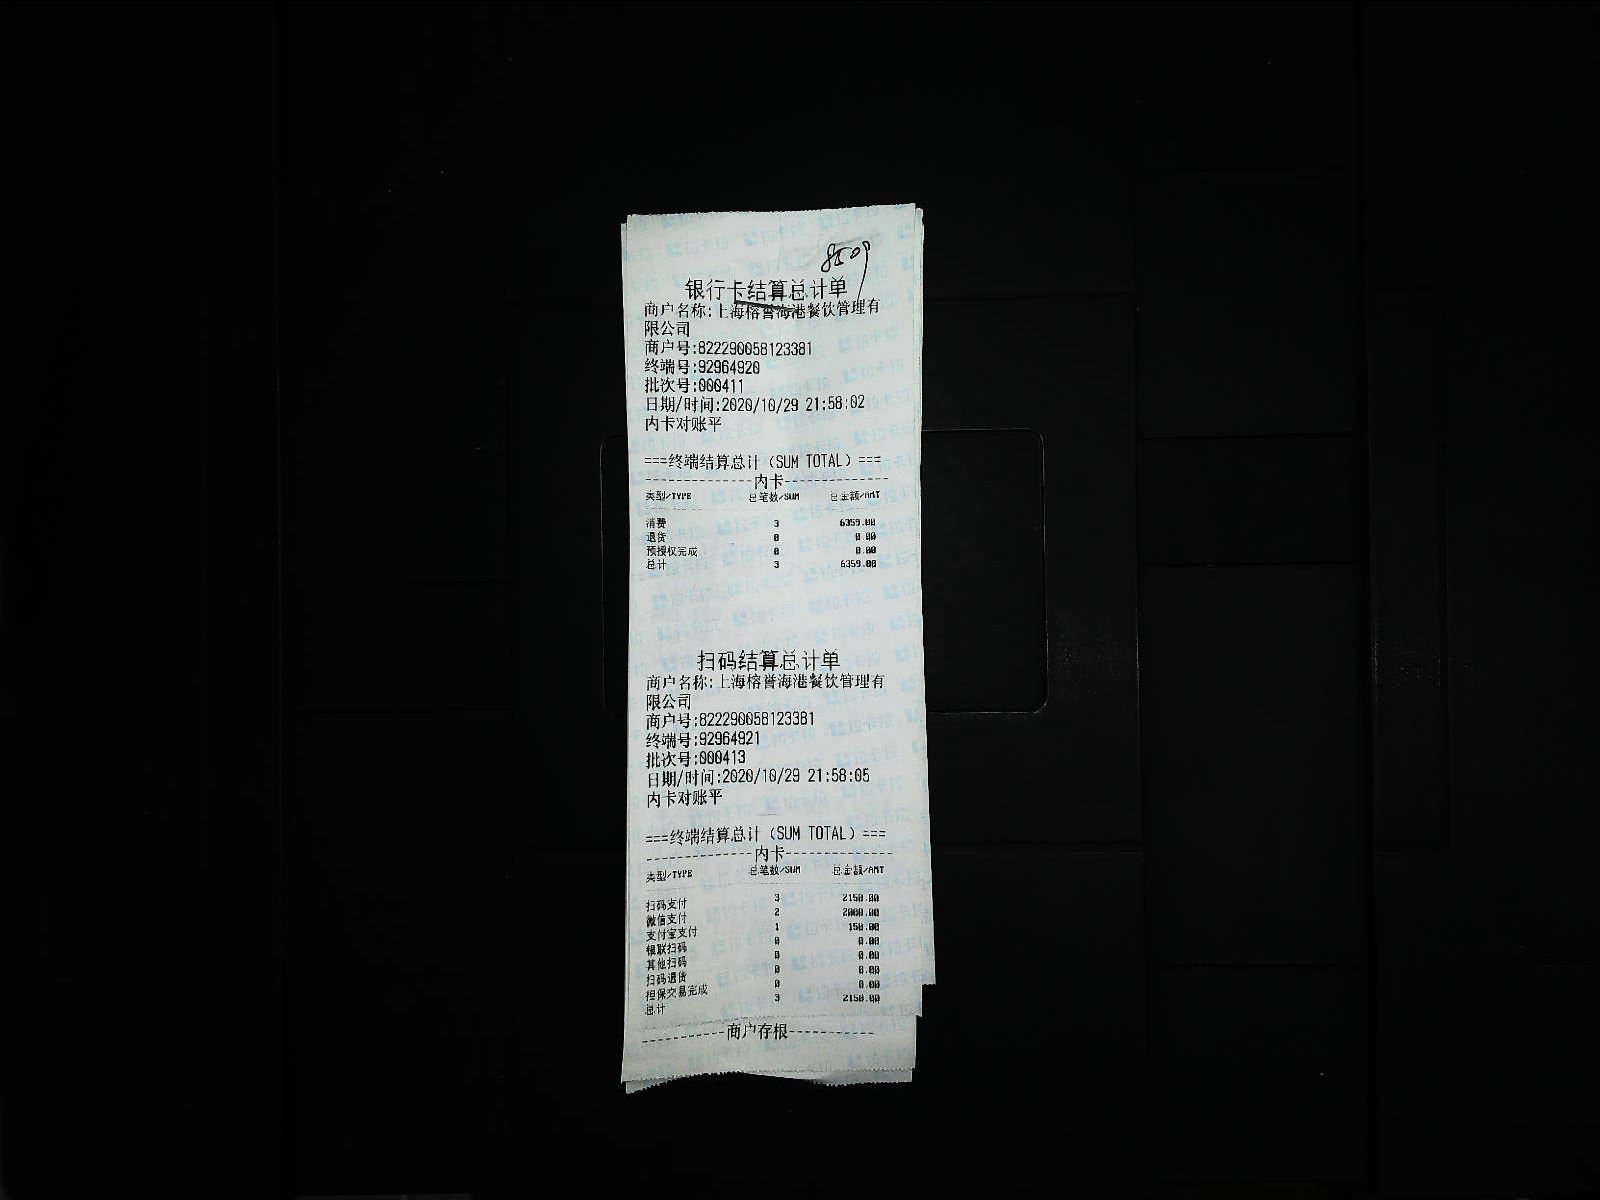 8509
银行卡结算总计单
商户名称:上海榕誉海港餐饮管理有
限公司
商户号:822290058123381
终端号:92964920
批次号:000411
日期/时间:2020/10/29 21:58:02
内卡对账平
===终端结算总计（SUM TOTAL）===
------------内卡------------
类型/TYPE 总笔数/SUM 总金额/AMT
消费 3 6359.00
退货 0 0.00
预授权完成 0 0.00
总计 3 6359.00
扫码结算总计单
商户名称:上海榕誉海港餐饮管理有
限公司
商户号:822290058123381
终端号:92964921
批次号:000413
日期/时间:2020/10/29 21:58:05
内卡对账平
===终端结算总计（SUM TOTAL）===
------------内卡------------
类型/TYPE 总笔数/SUM 总金额/AMT
扫码支付 3 2150.00
微信支付 2 2000.00
支付宝支付 1 150.00
银联扫码 0 0.00
其他扫码 0 0.00
扫码退货 0 0.00
担保交易完成 0 0.00
总计 3 2150.00
----------商户存根----------